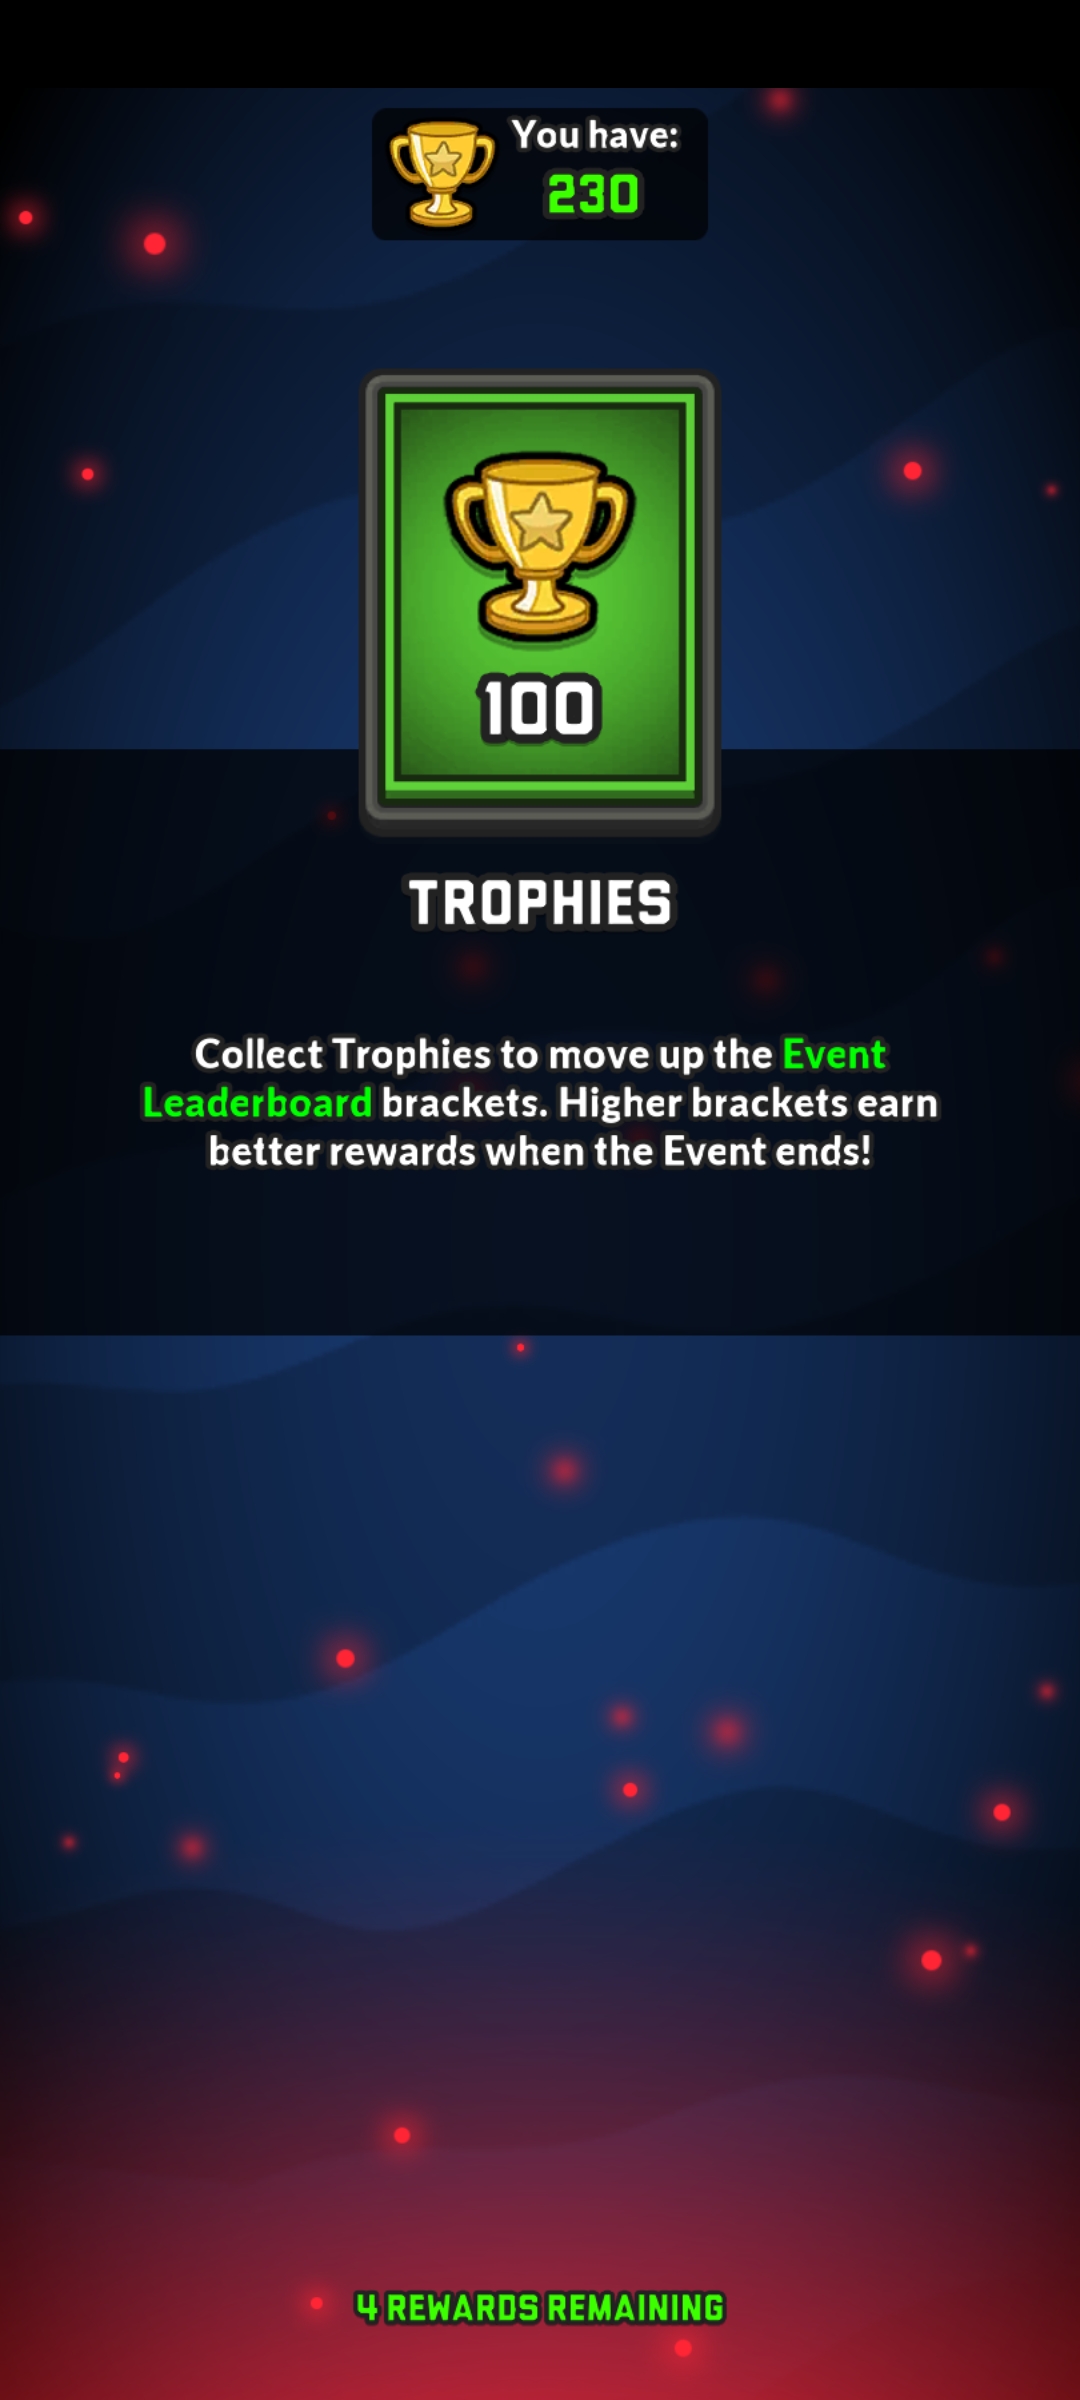 You have:
230
100
TROPHIES
Collect Trophies to move up the Event
Leaderboard brackets. Higher brackets earn
better rewards when the Event ends!
4 REWARDS REMAINING